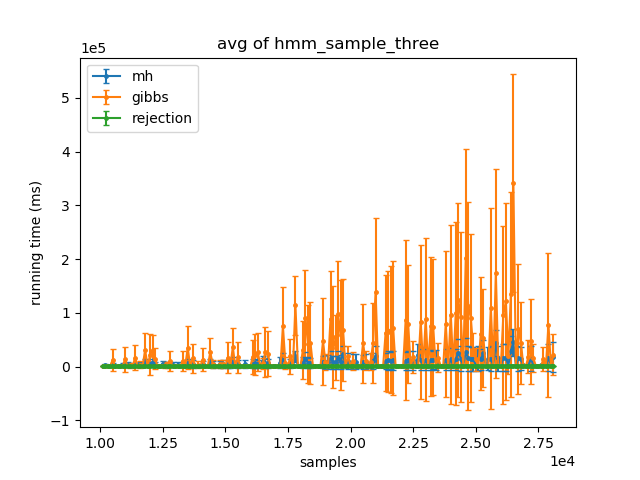 avg of hmm_sample_three
1e5
mh
gibbs
rejection
5
4
3
2
1
0
−1
running time (ms)
1.00 1.25 1.50 1.75 2.00 2.25 2.50 2.75
samples
1e4